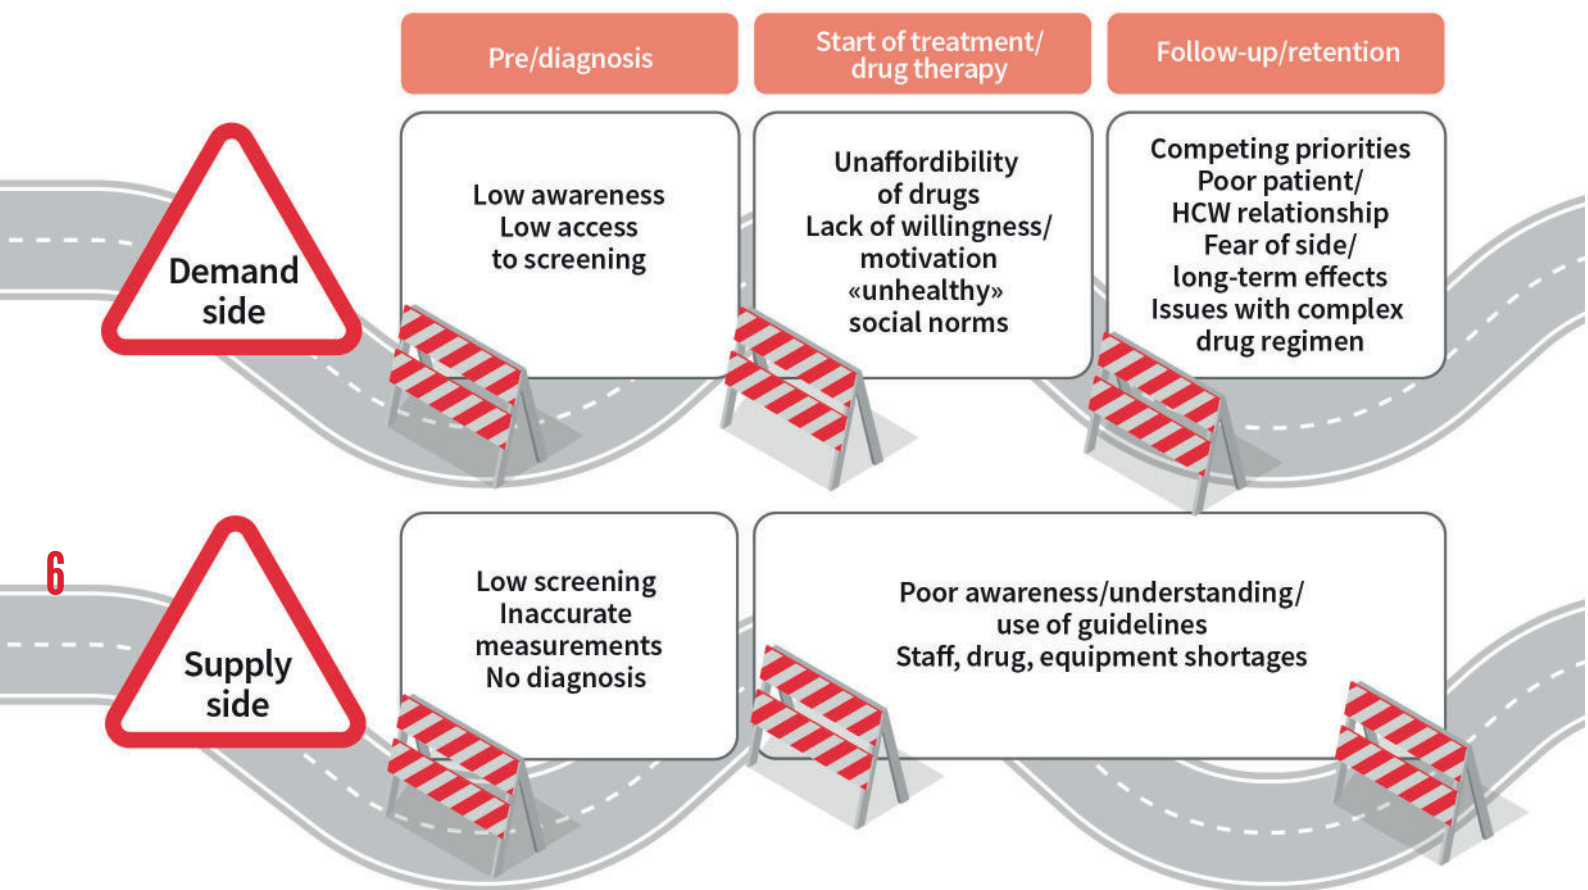 Pre/diagnosis
Start of treatment/
drug therapy
Follow-up/retention
Demand
side
Low awareness
Low access
to screening
Unaffordibility
of drugs
Lack of willingness/
motivation
«unhealthy»
social norms
Competing priorities
Poor patient/
HCW relationship
Fear of side/
long-term effects
Issues with complex
drug regimen
6
Supply
side
Low screening
Inaccurate
measurements
No diagnosis
Poor awareness/understanding/
use of guidelines
Staff, drug, equipment shortages